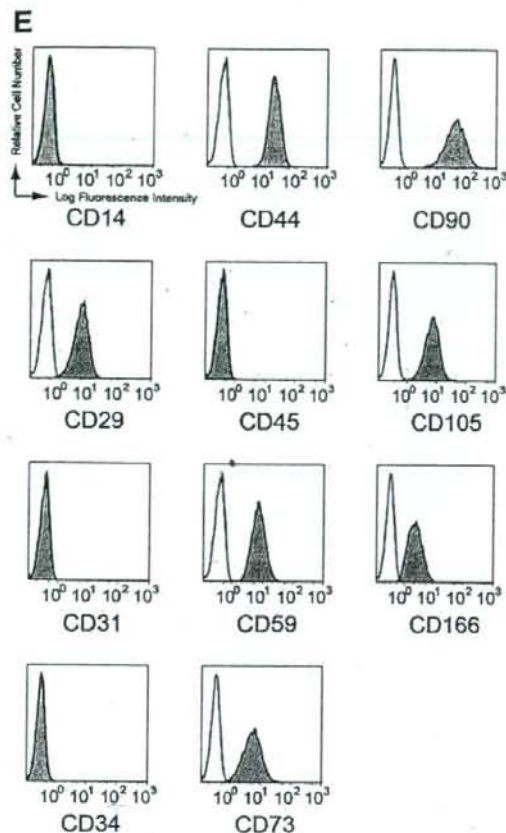 E
Relative Cell Number
Log Fluorescence Intensity
10⁰ 10¹ 10² 10³
CD14
10⁰ 10¹ 10² 10³
CD44
10⁰ 10¹ 10² 10³
CD90
10⁰ 10¹ 10² 10³
CD29
10⁰ 10¹ 10² 10³
CD45
10⁰ 10¹ 10² 10³
CD105
10⁰ 10¹ 10² 10³
CD31
10⁰ 10¹ 10² 10³
CD59
10⁰ 10¹ 10² 10³
CD166
10⁰ 10¹ 10² 10³
CD34
10⁰ 10¹ 10² 10³
CD73